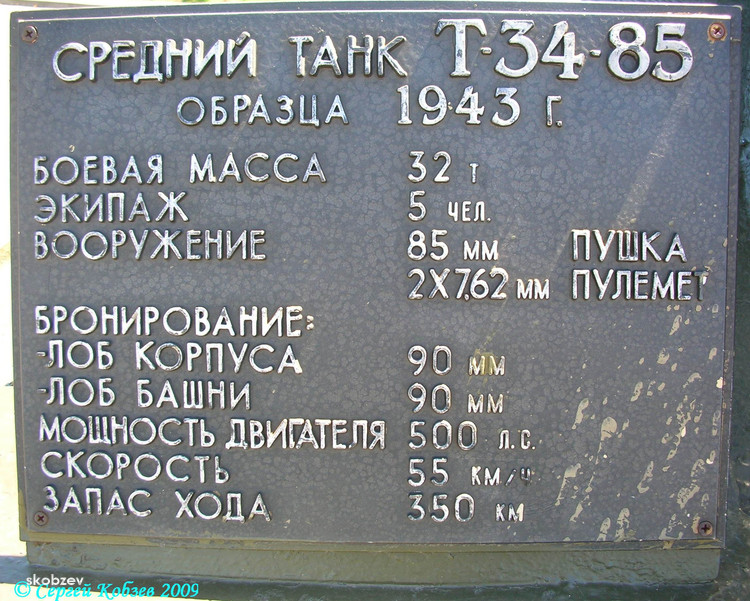 СРЕДНИЙ ТАНК Т-34-85
ОБРАЗЦА 1943 Г.
БОЕВАЯ МАССА 32 Т
ЭКИПАЖ 5 ЧЕЛ.
ВООРУЖЕНИЕ 85 ММ ПУШКА
2Х7,62 ММ ПУЛЕМЕТ
БРОНИРОВАНИЕ:
-ЛОБ КОРПУСА 90 ММ
-ЛОБ БАШНИ 90 ММ
МОЩНОСТЬ ДВИГАТЕЛЯ 500 Л.С.
СКОРОСТЬ 55 КМ/Ч
ЗАПАС ХОДА 350 КМ
skobzev
© Сергей Кобзев 2009